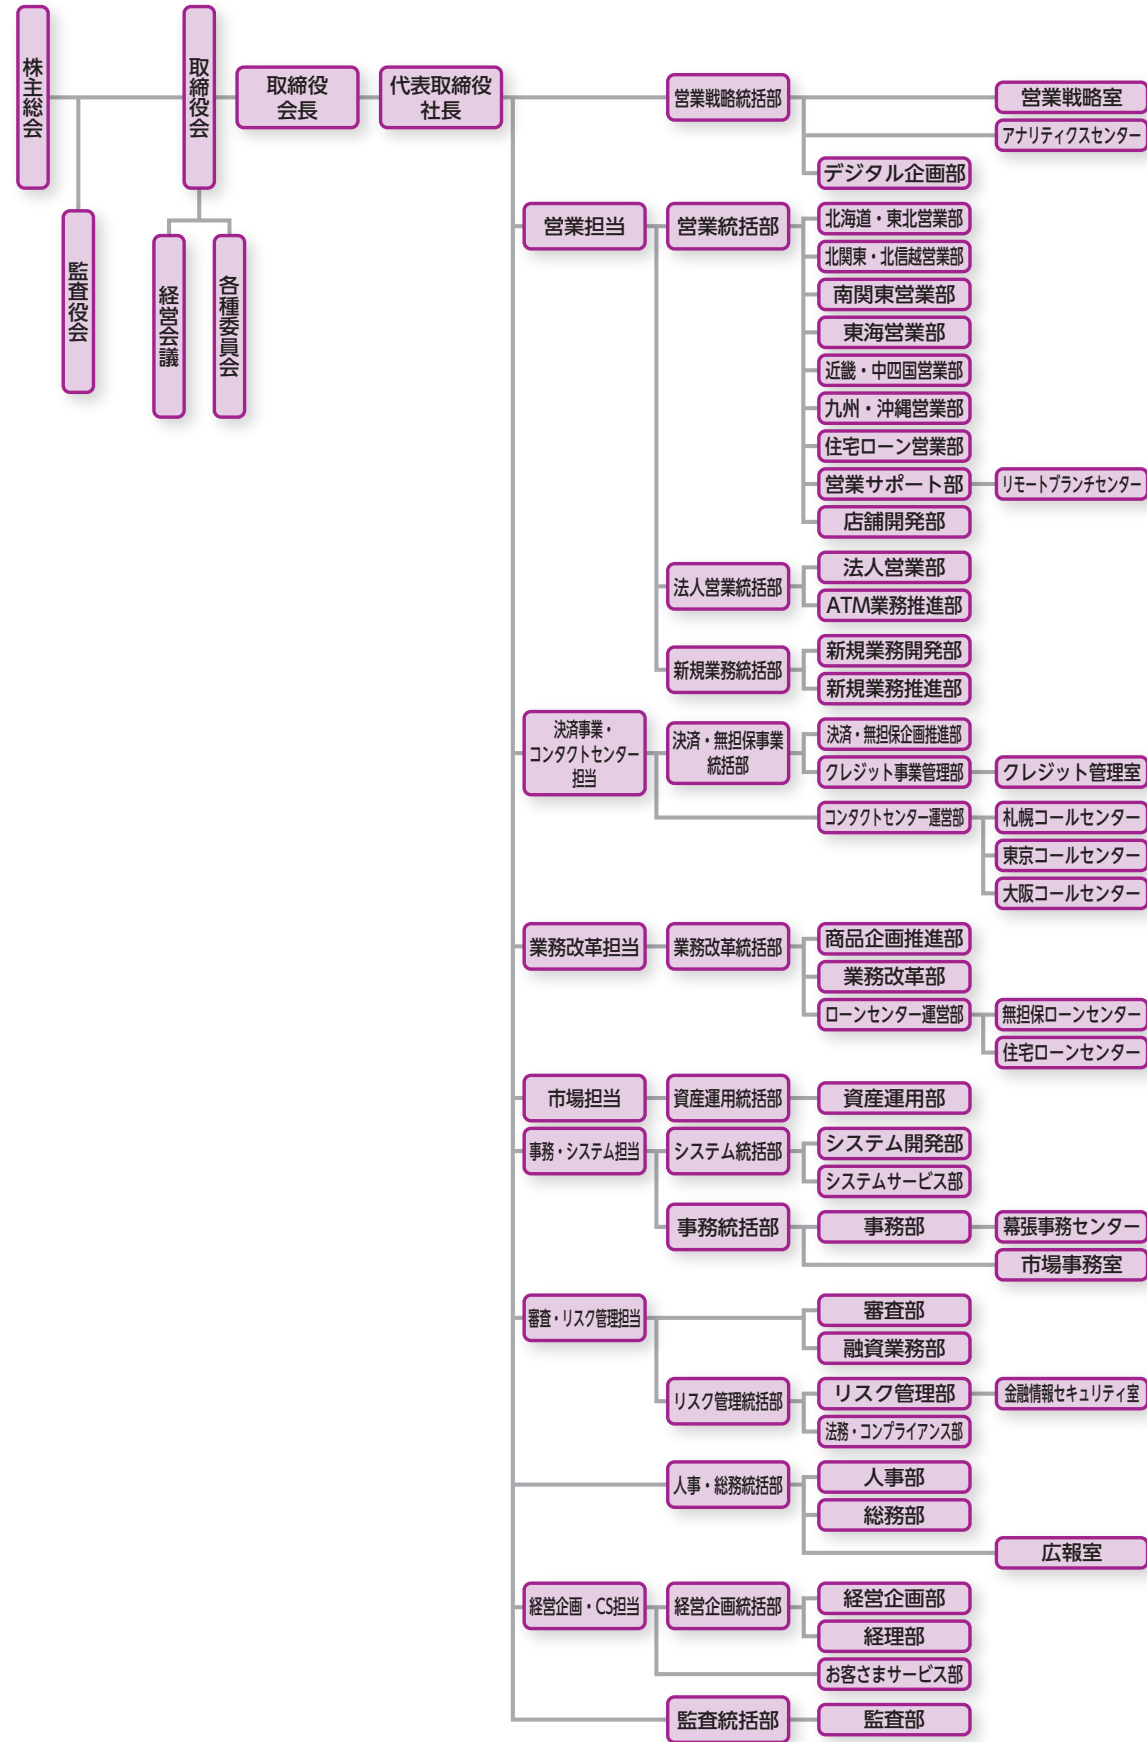 株主総会
監査役会
取締役会
経営会議
各種委員会
取締役
会長
代表取締役
社長
営業戦略統括部
営業戦略室
アナリティクスセンター
デジタル企画部
営業担当
営業統括部
北海道・東北営業部
北関東・北信越営業部
南関東営業部
東海営業部
近畿・中四国営業部
九州・沖縄営業部
住宅ローン営業部
営業サポート部
リモートブランチセンター
店舗開発部
法人営業統括部
法人営業部
ATM業務推進部
新規業務統括部
新規業務開発部
新規業務推進部
決済事業・
コンタクトセンター
担当
決済・無担保事業
統括部
決済・無担保企画推進部
クレジット事業管理部
クレジット管理室
コンタクトセンター運営部
札幌コールセンター
東京コールセンター
大阪コールセンター
業務改革担当
業務改革統括部
商品企画推進部
業務改革部
ローンセンター運営部
無担保ローンセンター
住宅ローンセンター
市場担当
資産運用統括部
資産運用部
事務・システム担当
システム統括部
システム開発部
システムサービス部
事務統括部
事務部
幕張事務センター
市場事務室
審査・リスク管理担当
審査部
融資業務部
リスク管理統括部
リスク管理部
金融情報セキュリティ室
法務・コンプライアンス部
人事・総務統括部
人事部
総務部
広報室
経営企画・CS担当
経営企画統括部
経営企画部
経理部
お客さまサービス部
監査統括部
監査部